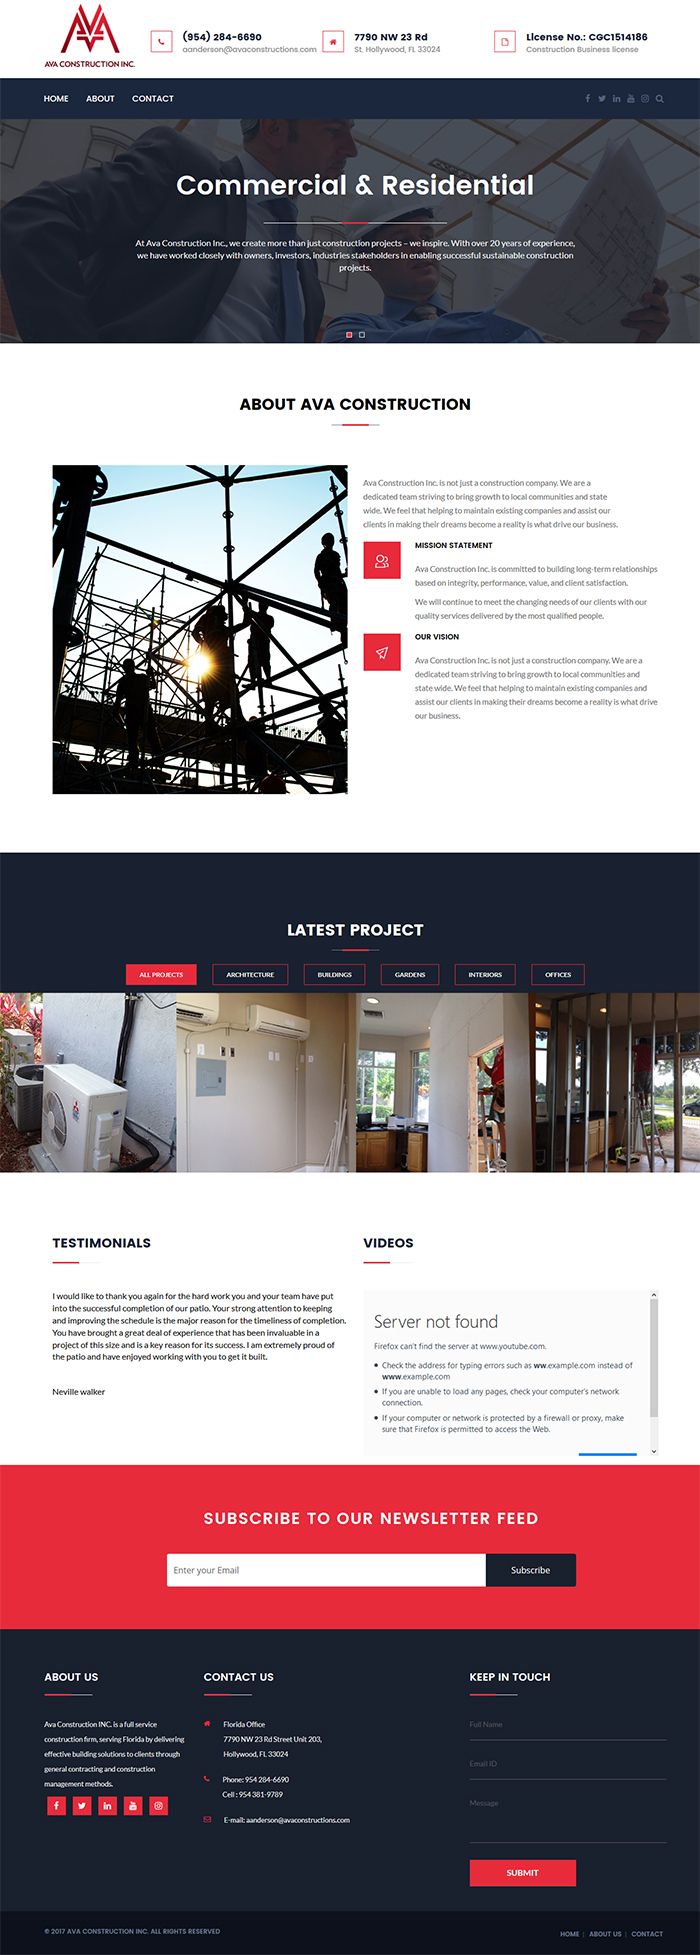 AVA CONSTRUCTION INC.
(954) 284-6690
aanderson@avaconstructions.com
7790 NW 23 Rd
St. Hollywood, FL 33024
License No.: CGC1514186
Construction Business license
HOME ABOUT CONTACT
Commercial & Residential
At Ava Construction Inc., we create more than just construction projects – we inspire. With over 20 years of experience,
we have worked closely with owners, investors, industries stakeholders in enabling successful sustainable construction
projects.
ABOUT AVA CONSTRUCTION
Ava Construction Inc. is not just a construction company. We are a
dedicated team striving to bring growth to local communities and state
wide. We feel that helping to maintain existing companies and assist our
clients in making their dreams become a reality is what drive our business.
MISSION STATEMENT
Ava Construction Inc. is committed to building long-term relationships
based on integrity, performance, value, and client satisfaction.
We will continue to meet the changing needs of our clients with our
quality services delivered by the most qualified people.
OUR VISION
Ava Construction Inc. is not just a construction company. We are a
dedicated team striving to bring growth to local communities and
state wide. We feel that helping to maintain existing companies and
assist our clients in making their dreams become a reality is what drive
our business.
LATEST PROJECT
ALL PROJECTS ARCHITECTURE BUILDINGS GARDENS INTERIORS OFFICES
TESTIMONIALS
I would like to thank you again for the hard work you and your team have put
into the successful completion of our patio. Your strong attention to keeping
and improving the schedule is the major reason for the timeliness of completion.
You have brought a great deal of experience that has been invaluable in a
project of this size and is a key reason for its success. I am extremely proud of
the patio and have enjoyed working with you to get it built.
Neville walker
VIDEOS
Server not found
Firefox can't find the server at www.youtube.com.
Check the address for typing errors such as ww.example.com instead of
www.example.com
If you are unable to load any pages, check your computer's network
connection.
If your computer or network is protected by a firewall or proxy, make
sure that Firefox is permitted to access the Web.
SUBSCRIBE TO OUR NEWSLETTER FEED
Enter your Email Subscribe
ABOUT US
Ava Construction INC. is a full service
construction firm, serving Florida by delivering
effective building solutions to clients through
general contracting and construction
management methods.
CONTACT US
Florida Office
7790 NW 23 Rd Street Unit 203,
Hollywood, FL 33024
Phone: 954 284-6690
Cell : 954 381-9789
E-mail: aanderson@avaconstructions.com
KEEP IN TOUCH
Full Name
Email ID
Message
SUBMIT
© 2017 AVA CONSTRUCTION INC. ALL RIGHTS RESERVED
HOME | ABOUT US | CONTACT